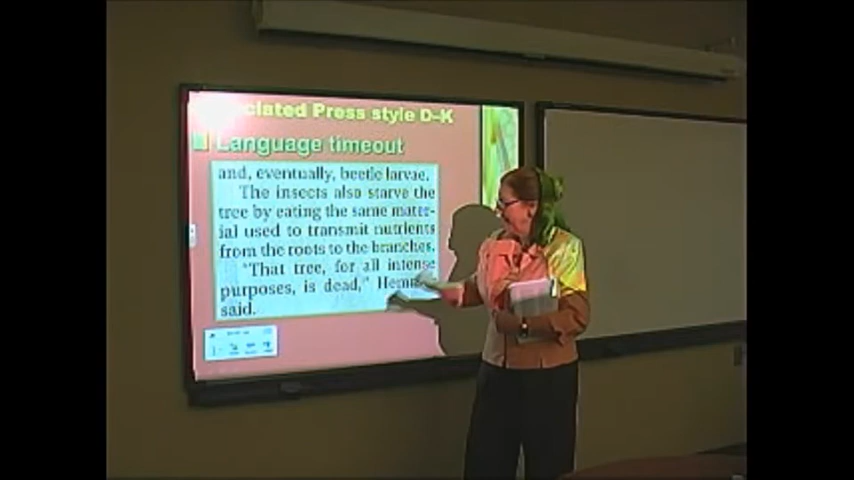 ciated Press style D–K
Language timeout
and, eventually, beetle larvae.
The insects also starve the
tree by eating the same mater-
ial used to transmit nutrients
from the roots to the branches.
"That tree, for all intense
purposes, is dead," Hem
said.